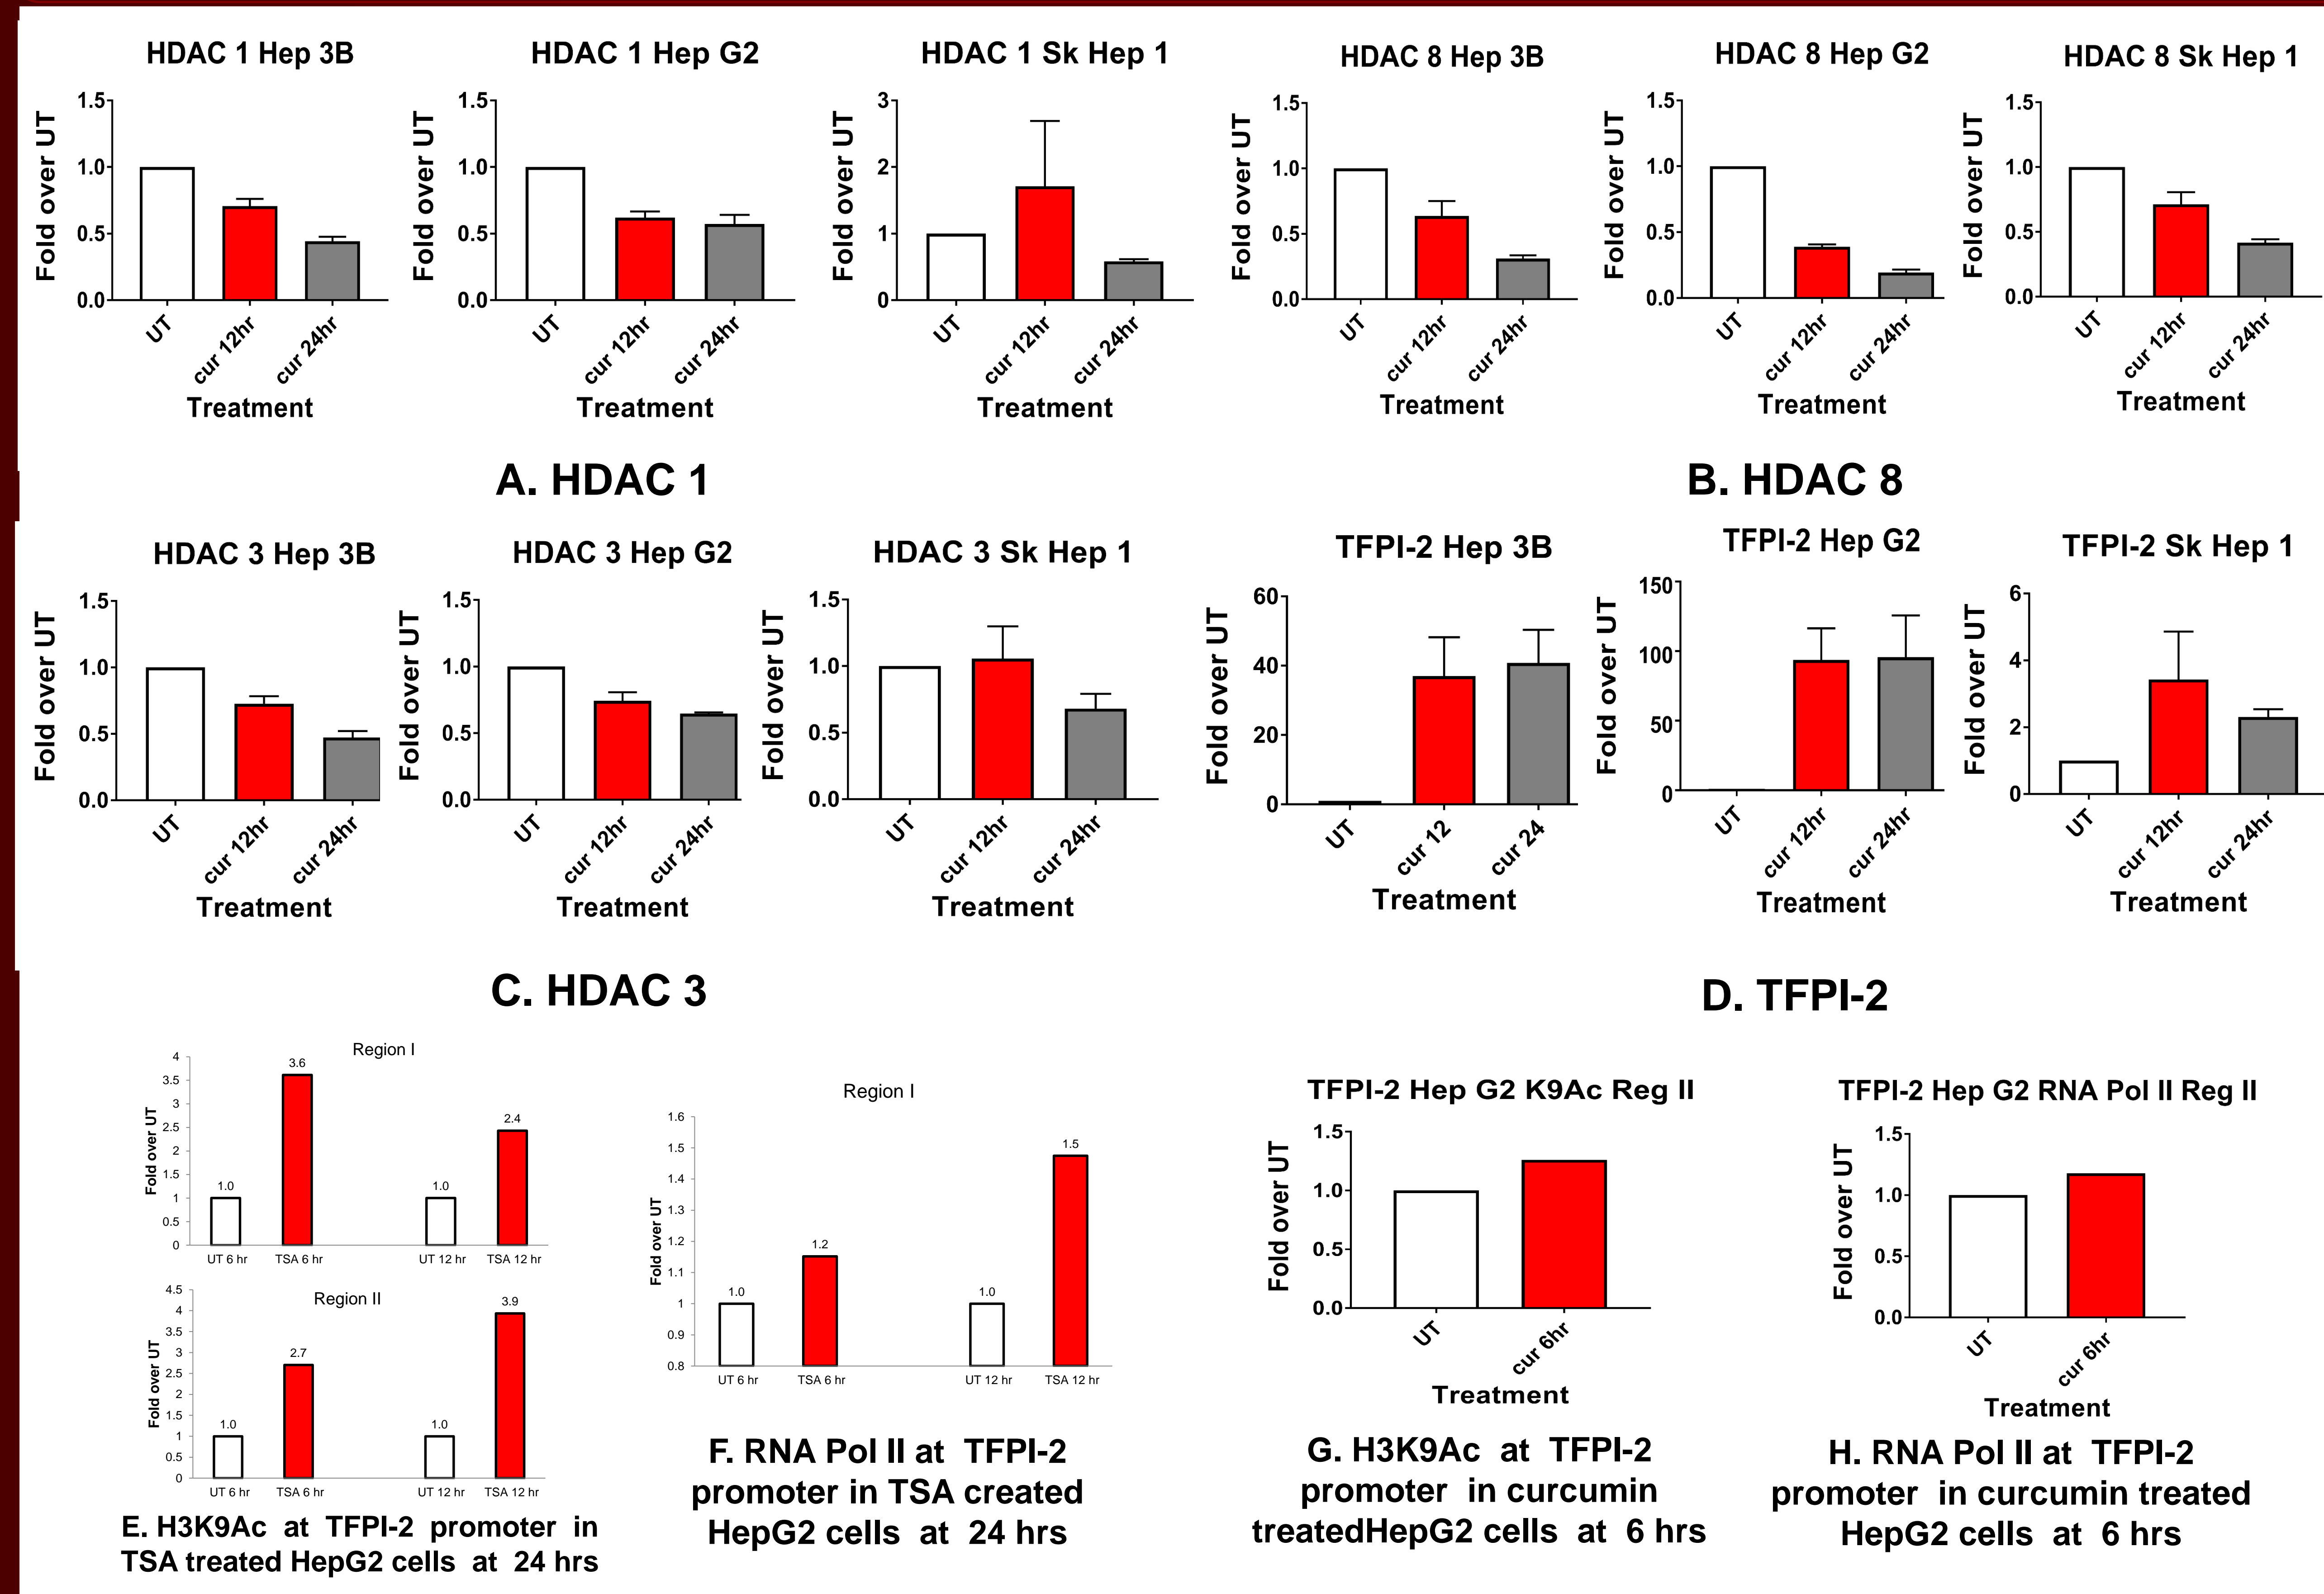 HDAC 1 Hep 3B
Fold over UT
1.5
1.0
0.5
0.0
UT
cur 12hr
cur 24hr
Treatment
HDAC 1 Hep G2
Fold over UT
1.5
1.0
0.5
0.0
UT
cur 12hr
cur 24hr
Treatment
HDAC 1 Sk Hep 1
Fold over UT
3
2
1
0
UT
cur 12hr
cur 24hr
Treatment
A. HDAC 1
HDAC 8 Hep 3B
Fold over UT
1.5
1.0
0.5
0.0
UT
cur 12hr
cur 24hr
Treatment
HDAC 8 Hep G2
Fold over UT
1.5
1.0
0.5
0.0
UT
cur 12hr
cur 24hr
Treatment
HDAC 8 Sk Hep 1
Fold over UT
1.5
1.0
0.5
0.0
UT
cur 12hr
cur 24hr
Treatment
B. HDAC 8
HDAC 3 Hep 3B
Fold over UT
1.5
1.0
0.5
0.0
UT
cur 12hr
cur 24hr
Treatment
HDAC 3 Hep G2
Fold over UT
1.5
1.0
0.5
0.0
UT
cur 12hr
cur 24hr
Treatment
HDAC 3 Sk Hep 1
Fold over UT
1.5
1.0
0.5
0.0
UT
cur 12hr
cur 24hr
Treatment
C. HDAC 3
TFPI-2 Hep 3B
Fold over UT
60
40
20
0
UT
cur 12
cur 24
Treatment
TFPI-2 Hep G2
Fold over UT
150
100
50
0
UT
cur 12hr
cur 24hr
Treatment
TFPI-2 Sk Hep 1
Fold over UT
6
4
2
0
UT
cur 12hr
cur 24hr
Treatment
D. TFPI-2
Region I
Fold over UT
4
3.5
3
2.5
2
1.5
1
0.5
0
1.0
3.6
1.0
2.4
UT 6 hr
TSA 6 hr
UT 12 hr
TSA 12 hr
Region II
Fold over UT
4.5
4
3.5
3
2.5
2
1.5
1
0.5
0
1.0
2.7
1.0
3.9
UT 6 hr
TSA 6 hr
UT 12 hr
TSA 12 hr
E. H3K9Ac at TFPI-2 promoter in
TSA treated HepG2 cells at 24 hrs
Region I
Fold over UT
1.6
1.5
1.4
1.3
1.2
1.1
1
0.9
0.8
1.0
1.2
1.0
1.5
UT 6 hr
TSA 6 hr
UT 12 hr
TSA 12 hr
F. RNA Pol II at TFPI-2
promoter in TSA created
HepG2 cells at 24 hrs
TFPI-2 Hep G2 K9Ac Reg II
Fold over UT
1.5
1.0
0.5
0.0
UT
cur 6hr
Treatment
G. H3K9Ac at TFPI-2
promoter in curcumin
treatedHepG2 cells at 6 hrs
TFPI-2 Hep G2 RNA Pol II Reg II
Fold over UT
1.5
1.0
0.5
0.0
UT
cur 6hr
Treatment
H. RNA Pol II at TFPI-2
promoter in curcumin treated
HepG2 cells at 6 hrs